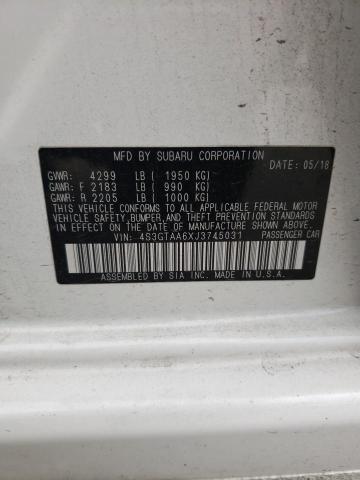 MFD BY SUBARU CORPORATION
DATE: 05/18
GVWR: 4299 LB ( 1950 KG)
GAWR: F 2183 LB ( 990 KG)
GAWR: R 2205 LB ( 1000 KG)
THIS VEHICLE CONFORMS TO ALL APPLICABLE FEDERAL MOTOR
VEHICLE SAFETY,BUMPER,AND THEFT PREVENTION STANDARDS
IN EFFECT ON THE DATE OF MANUFACTURE SHOWN ABOVE.
VIN: 4S3GTAA6XJ3745031 PASSENGER CAR
ASSEMBLED BY SIA INC. MADE IN U.S.A.